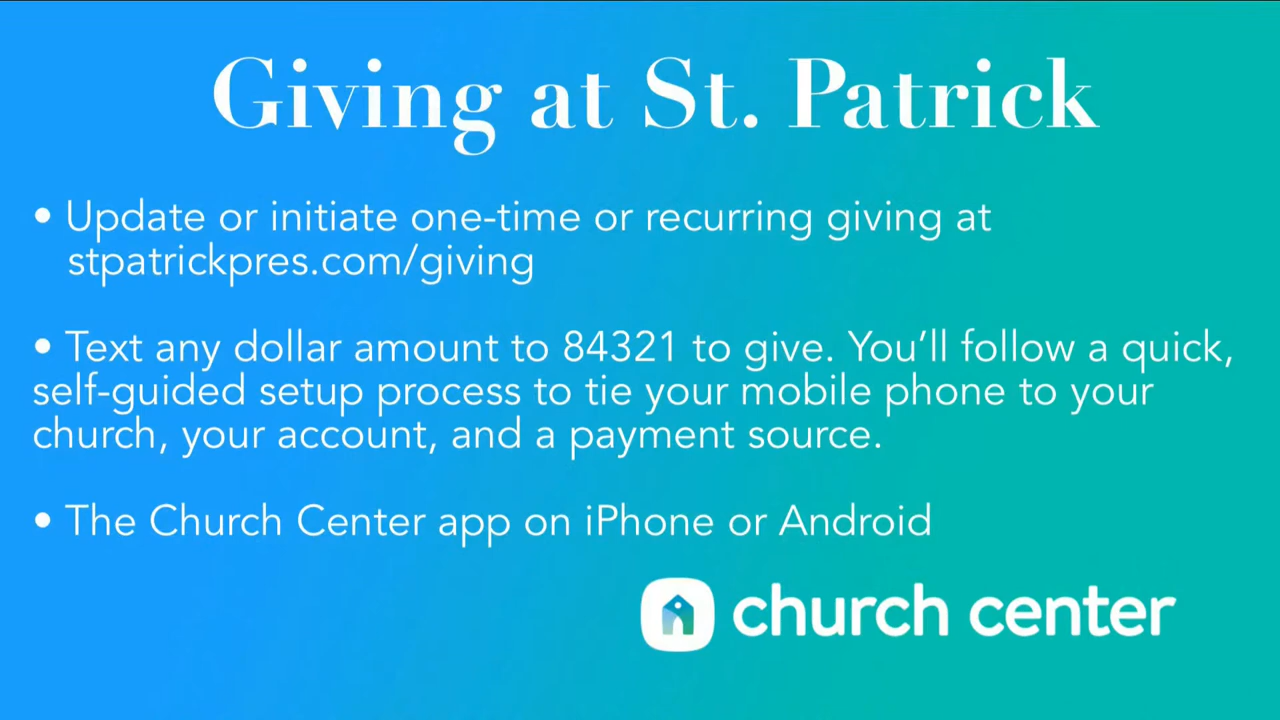 Giving at St. Patrick
• Update or initiate one-time or recurring giving at
stpatrickpres.com/giving
• Text any dollar amount to 84321 to give. You’ll follow a quick,
self-guided setup process to tie your mobile phone to your
church, your account, and a payment source.
• The Church Center app on iPhone or Android
church center